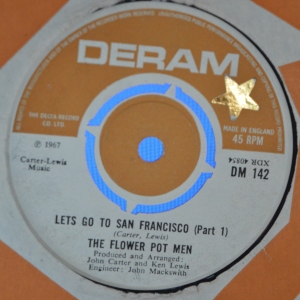 DERAM
THE DECCA RECORD
CO LTD.
MADE IN ENGLAND
45 RPM
℗ 1967
XDR 40854
Carter-Lewis
Music
DM 142
LETS GO TO SAN FRANCISCO (Part 1)
(Carter, Lewis)
THE FLOWER POT MEN
Produced and Arranged:
John Carter and Ken Lewis
Engineer: John Mackswith